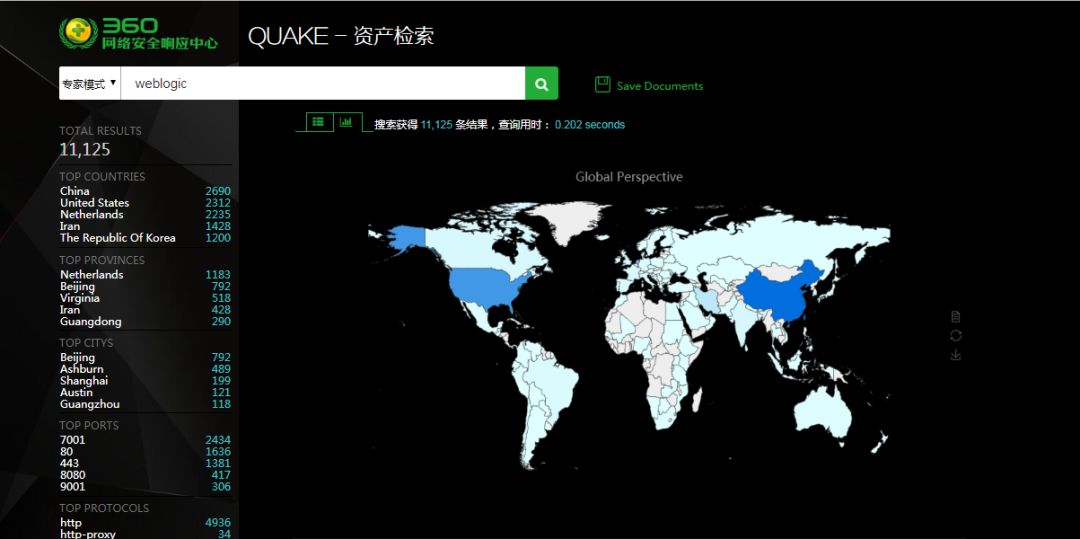 360
网络安全响应中心
QUAKE – 资产检索
专家模式
weblogic
Save Documents
搜索获得 11,125 条结果，查询用时： 0.202 seconds
TOTAL RESULTS
11,125
TOP COUNTRIES
China 2690
United States 2312
Netherlands 2235
Iran 1428
The Republic Of Korea 1200
TOP PROVINCES
Netherlands 1183
Beijing 792
Virginia 518
Iran 428
Guangdong 290
TOP CITYS
Beijing 792
Ashburn 489
Shanghai 199
Austin 121
Guangzhou 118
TOP PORTS
7001 2434
80 1636
443 1381
8080 417
9001 306
TOP PROTOCOLS
http 4936
http-proxy 34
Global Perspective